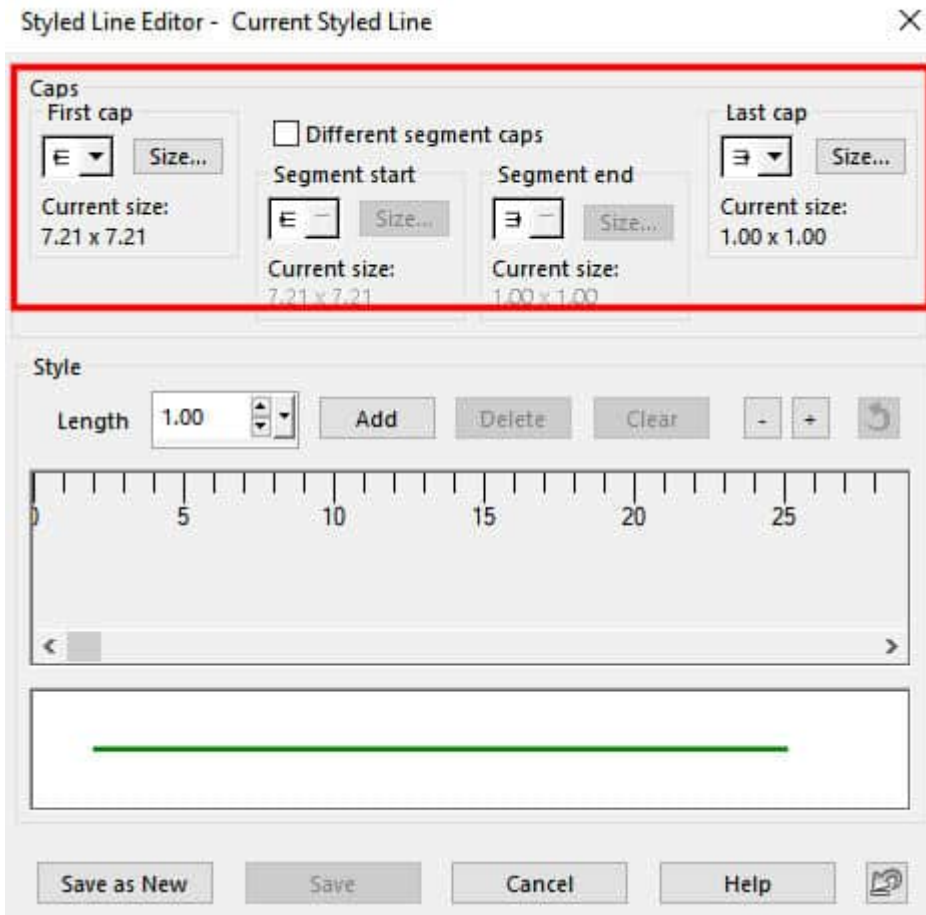 Styled Line Editor - Current Styled Line
Caps
First cap
Size...
Current size:
7.21 x 7.21
Different segment caps
Segment start
Size...
Current size:
7.21 x 7.21
Segment end
Size...
Current size:
1.00 x 1.00
Last cap
Size...
Current size:
1.00 x 1.00
Style
Length 1.00 Add Delete Clear - +
0 5 10 15 20 25
Save as New Save Cancel Help